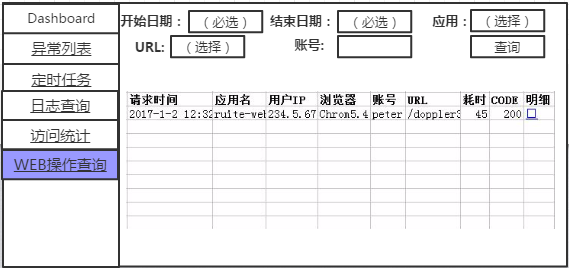 Dashboard
异常列表
定时任务
日志查询
访问统计
WEB操作查询
开始日期： （必选） 结束日期： （必选） 应用： （选择）
URL: （选择） 账号: 查询
请求时间 应用名 用户IP 浏览器 账号 URL 耗时 CODE 明细
2017-1-2 12:32 ruite-web 234.5.67 Chrom5.4 peter /doppler3 45 200